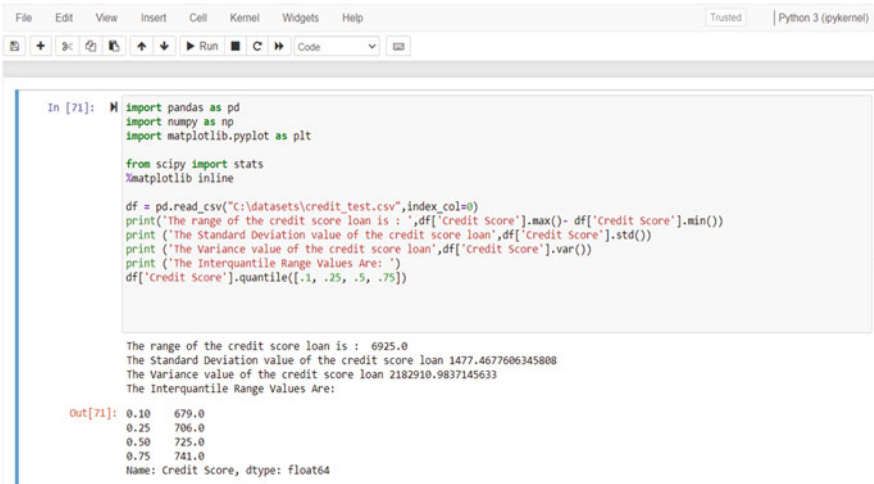 File Edit View Insert Cell Kernel Widgets Help Trusted Python 3 (ipykernel)
Run Code
In [71]: import pandas as pd
import numpy as np
import matplotlib.pyplot as plt
from scipy import stats
%matplotlib inline
df = pd.read_csv("C:\datasets\credit_test.csv",index_col=0)
print('The range of the credit score loan is : ',df['Credit Score'].max()- df['Credit Score'].min())
print ('The Standard Deviation value of the credit score loan',df['Credit Score'].std())
print ('The Variance value of the credit score loan',df['Credit Score'].var())
print ('The Interquantile Range Values Are: ')
df['Credit Score'].quantile([.1, .25, .5, .75])
The range of the credit score loan is : 6925.0
The Standard Deviation value of the credit score loan 1477.4677606345808
The Variance value of the credit score loan 2182910.9837145633
The Interquantile Range Values Are:
Out[71]: 0.10 679.0
0.25 706.0
0.50 725.0
0.75 741.0
Name: Credit Score, dtype: float64